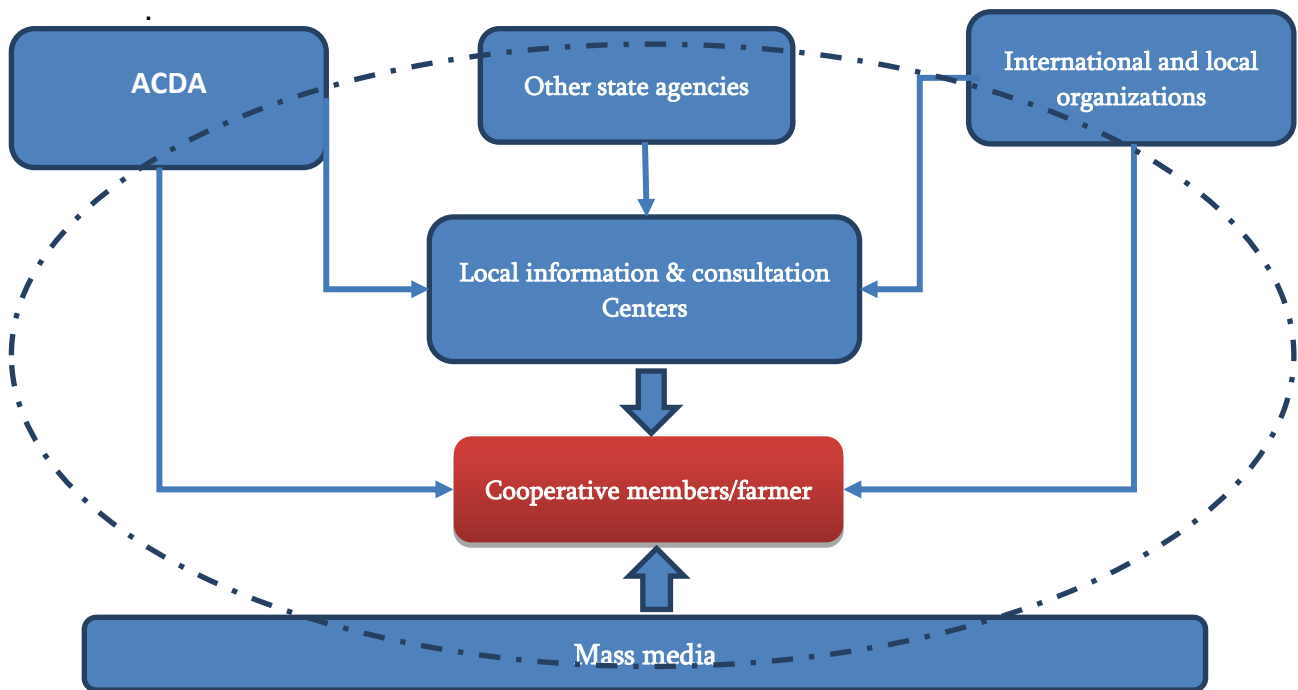 ACDA
Other state agencies
International and local
organizations
Local information & consultation
Centers
Cooperative members/farmer
Mass media